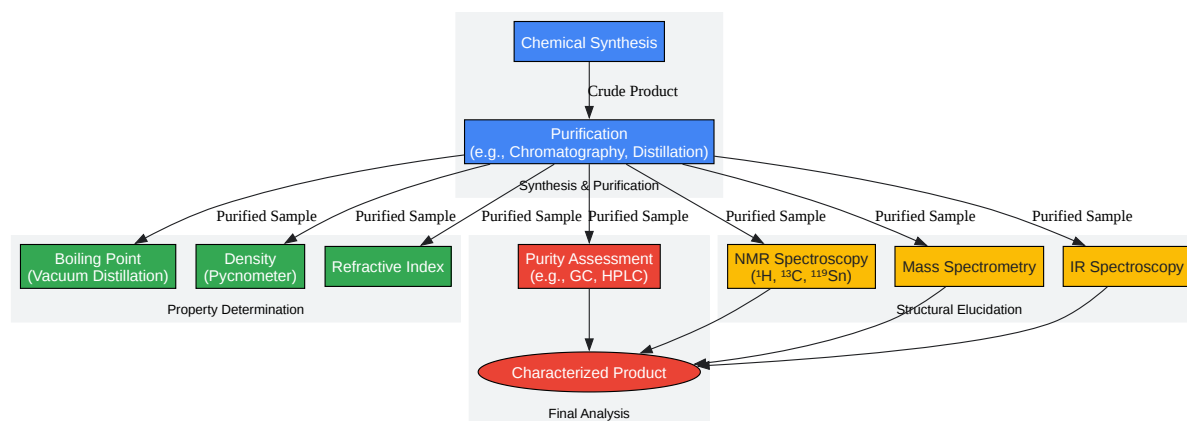 Chemical Synthesis
Crude Product
Purification
(e.g., Chromatography, Distillation)
Synthesis & Purification
Purified Sample
Purified Sample
Purified Sample
Purified Sample
Purified Sample
Purified Sample
Purified Sample
Boiling Point
(Vacuum Distillation)
Density
(Pycnometer)
Refractive Index
Purity Assessment
(e.g., GC, HPLC)
NMR Spectroscopy
(¹H, ¹³C, ¹¹⁹Sn)
Mass Spectrometry
IR Spectroscopy
Property Determination
Structural Elucidation
Characterized Product
Final Analysis